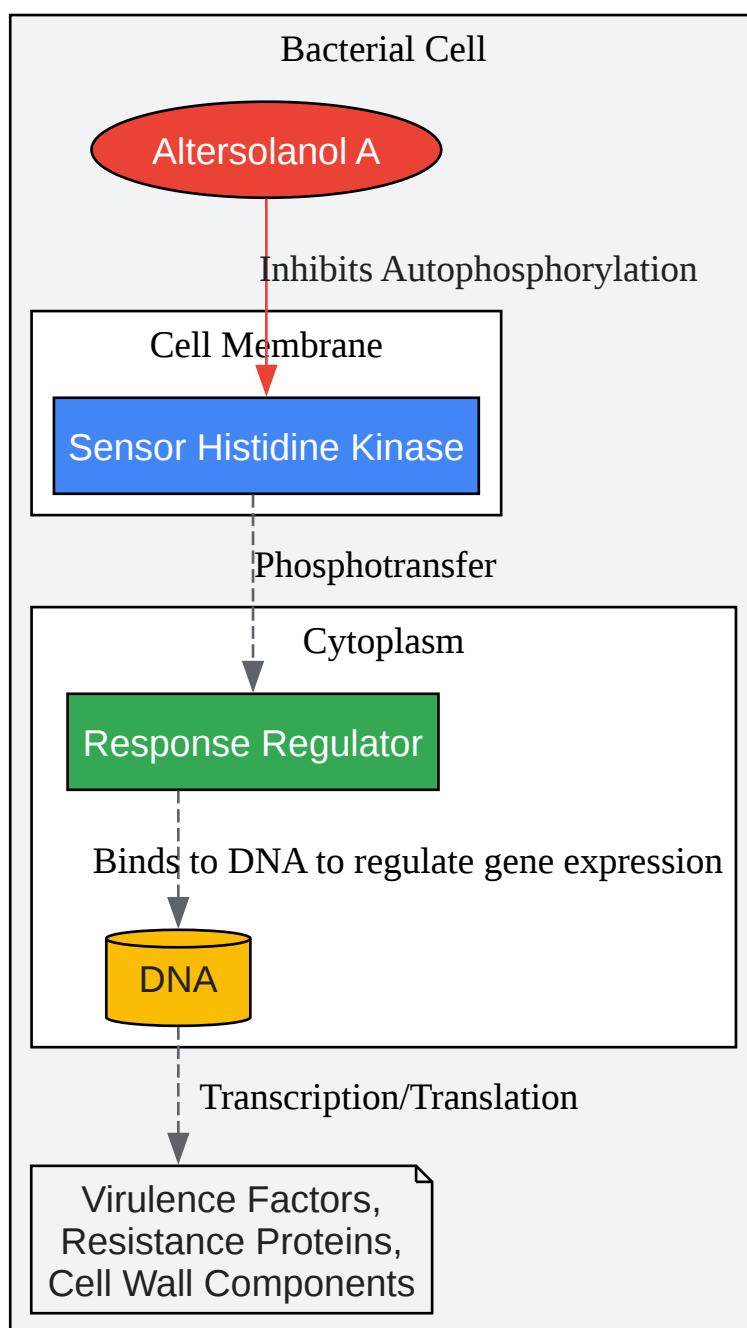 Bacterial Cell
Altersolanol A
Inhibits Autophosphorylation
Cell Membrane
Sensor Histidine Kinase
Phosphotransfer
Cytoplasm
Response Regulator
Binds to DNA to regulate gene expression
DNA
Transcription/Translation
Virulence Factors,
Resistance Proteins,
Cell Wall Components